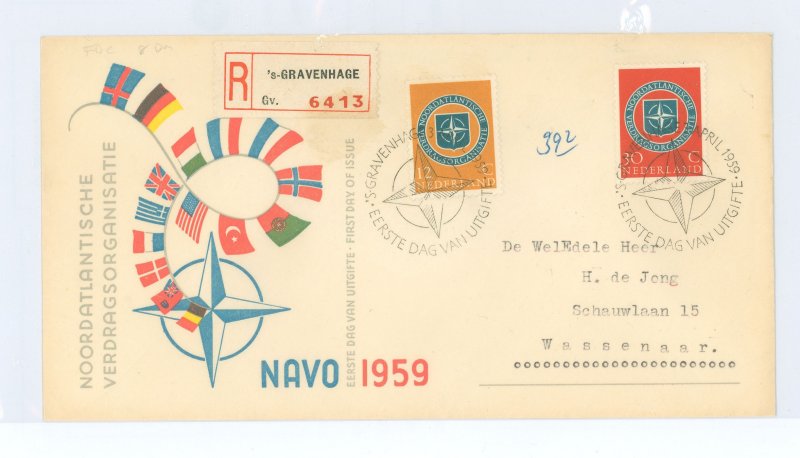 FDC
R
's-GRAVENHAGE
Gv. 6413
NOORDATLANTISCHE
VERDRAGSORGANISATIE
EERSTE DAG VAN UITGIFTE · FIRST DAY OF ISSUE
NAVO 1959
NOORDATLANTISCHE
VERDRAGSORGANISATIE
12 C
NEDERLAND
'S-GRAVENHAGE
EERSTE DAG VAN UITGIFTE
392
NOORDATLANTISCHE
VERDRAGSORGANISATIE
30 C
NEDERLAND
APRIL 1959
EERSTE DAG VAN UITGIFTE
De WelEdele Heer
H. de Jong
Schauwlaan 15
Wassenaar.